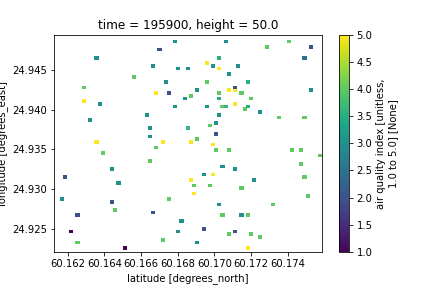 time = 195900, height = 50.0
24.945
24.940
24.935
24.930
24.925
longitude [degrees_east]
60.162 60.164 60.166 60.168 60.170 60.172 60.174
latitude [degrees_north]
5.0
4.5
4.0
3.5
3.0
2.5
2.0
1.5
1.0
air quality index [unitless,
1.0 to 5.0] [None]